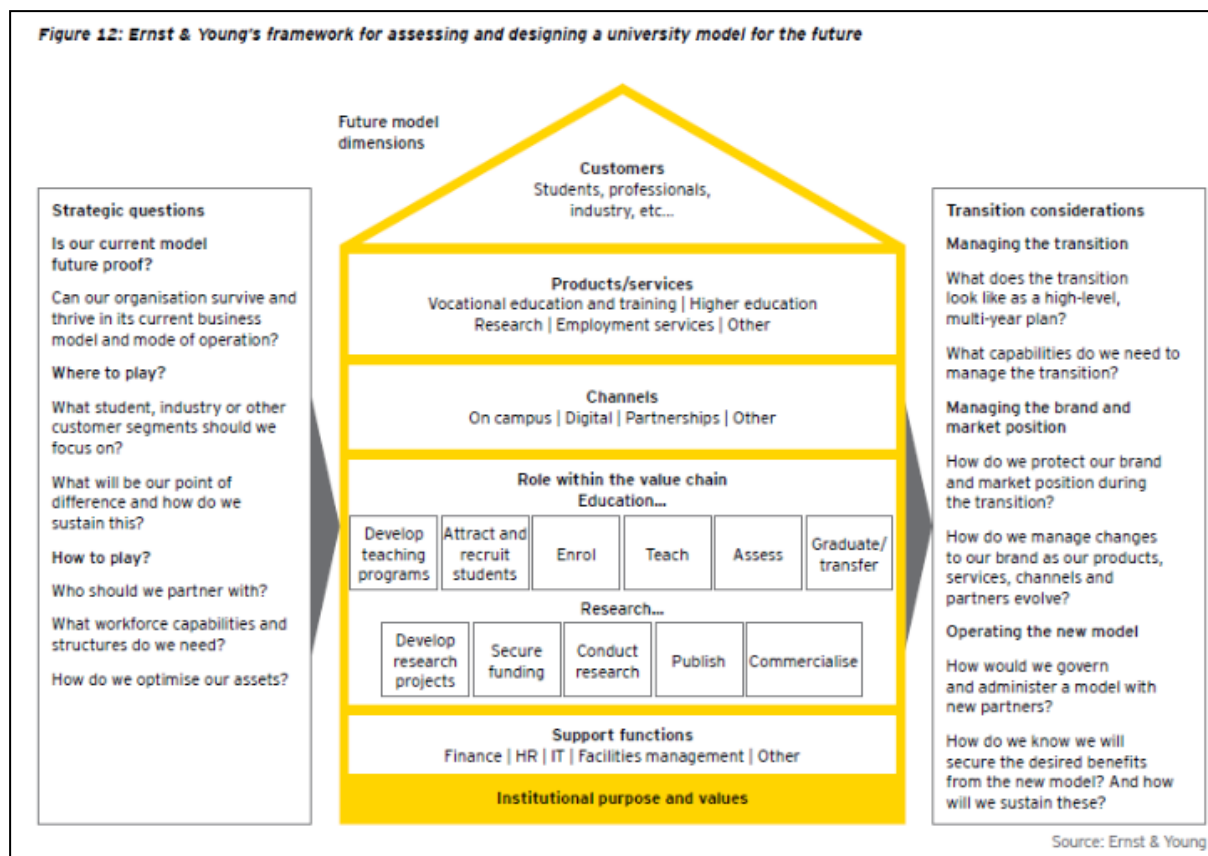 Figure 12: Ernst & Young's framework for assessing and designing a university model for the future
Future model
dimensions
Customers
Students, professionals,
industry, etc...
Strategic questions
Is our current model
future proof?
Can our organisation survive and
thrive in its current business
model and mode of operation?
Where to play?
What student, industry or other
customer segments should we
focus on?
What will be our point of
difference and how do we
sustain this?
How to play?
Who should we partner with?
What workforce capabilities and
structures do we need?
How do we optimise our assets?
Products/services
Vocational education and training | Higher education
Research | Employment services | Other
Channels
On campus | Digital | Partnerships | Other
Role within the value chain
Education...
Develop
teaching
programs
Attract and
recruit
students
Enrol
Teach
Assess
Graduate/
transfer
Research...
Develop
research
projects
Secure
funding
Conduct
research
Publish
Commercialise
Support functions
Finance | HR | IT | Facilities management | Other
Institutional purpose and values
Transition considerations
Managing the transition
What does the transition
look like as a high-level,
multi-year plan?
What capabilities do we need to
manage the transition?
Managing the brand and
market position
How do we protect our brand
and market position during
the transition?
How do we manage changes
to our brand as our products,
services, channels and
partners evolve?
Operating the new model
How would we govern
and administer a model with
new partners?
How do we know we will
secure the desired benefits
from the new model? And how
will we sustain these?
Source: Ernst & Young